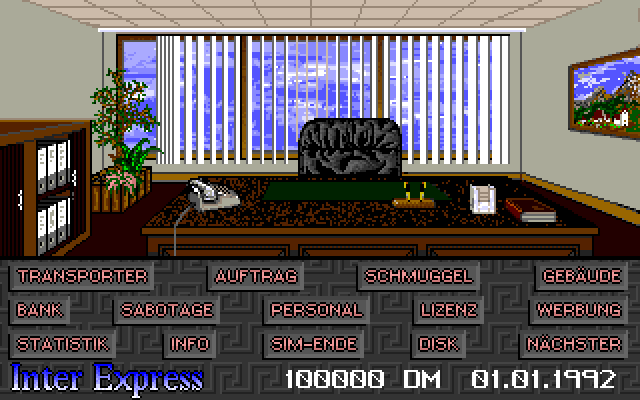 TRANSPORTER AUFTRAG SCHMUGGEL GEBÄUDE
BANK SABOTAGE PERSONAL LIZENZ WERBUNG
STATISTIK INFO SIM-ENDE DISK NÄCHSTER
Inter Express 100000 DM 01.01.1992